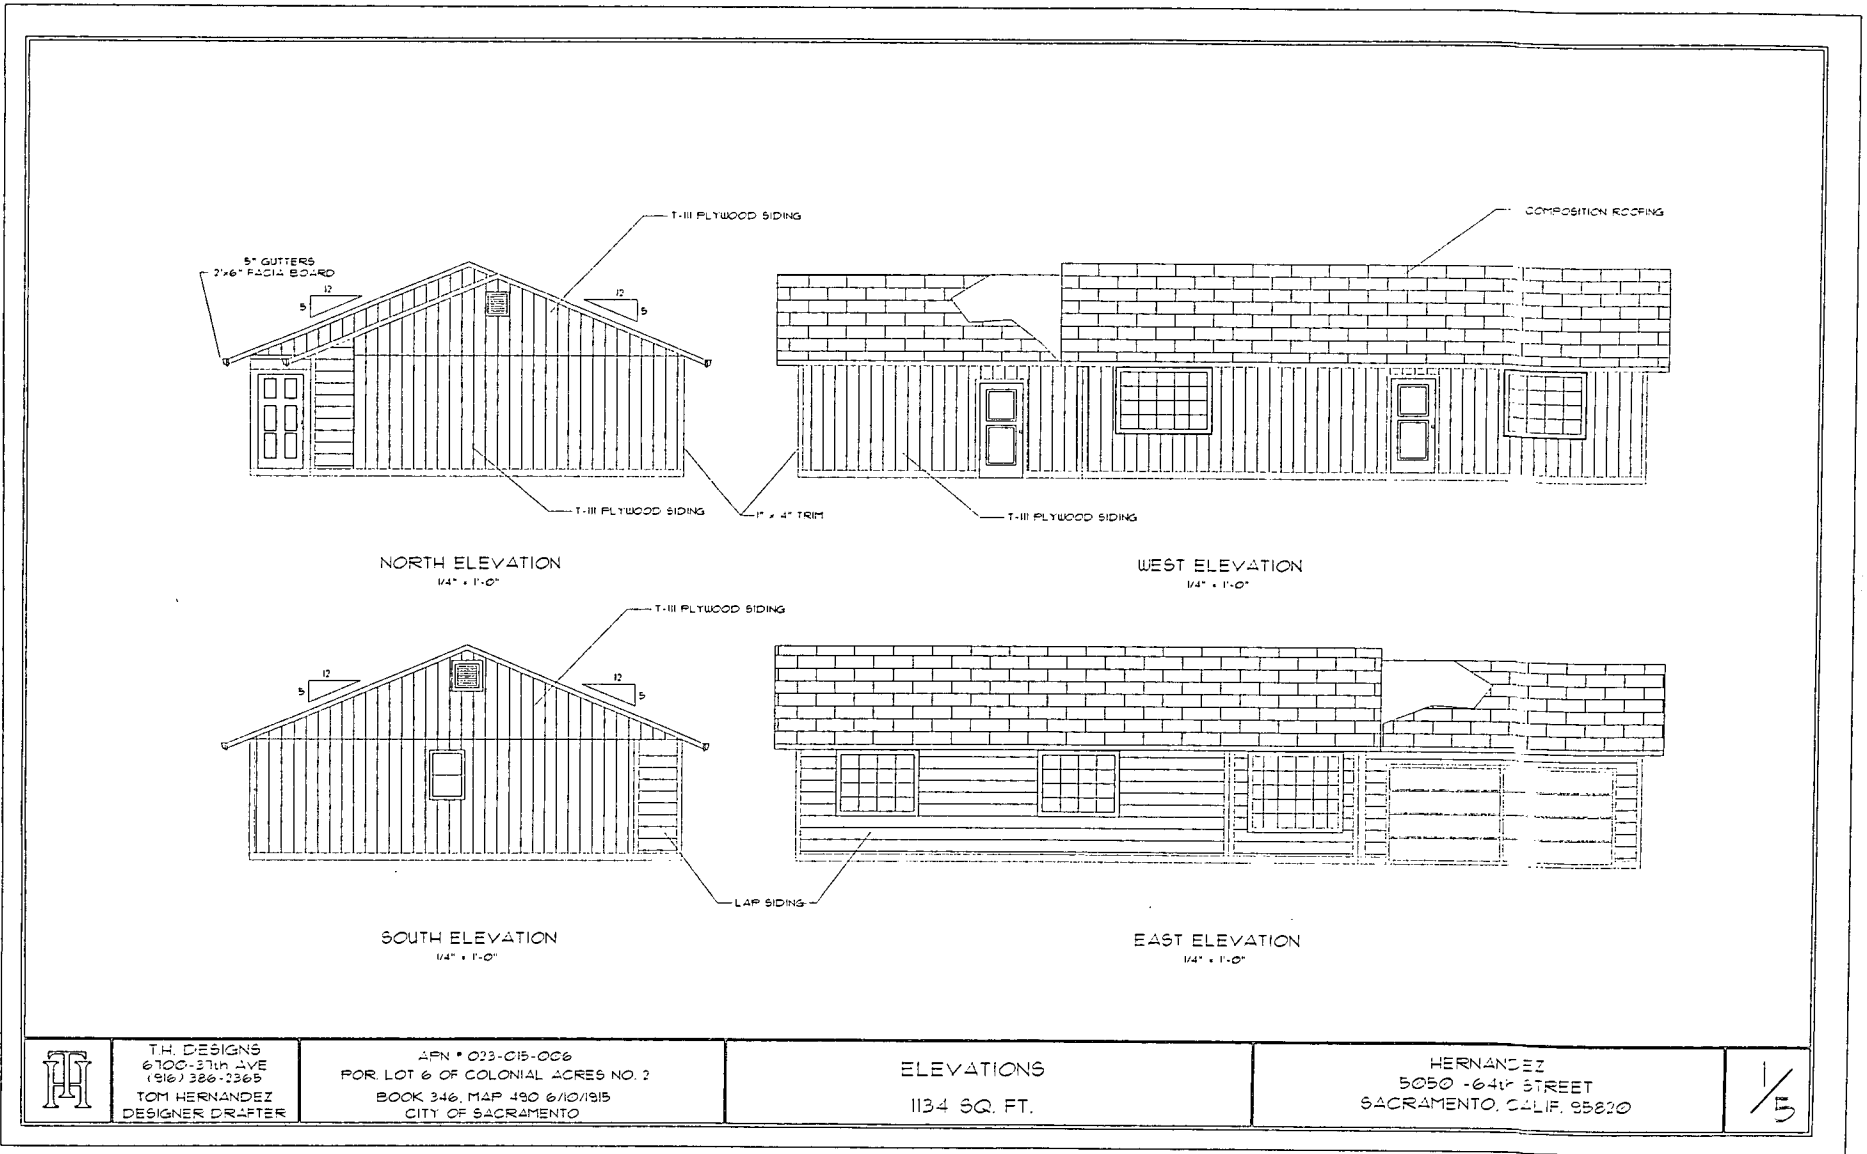 T-111 PLYWOOD SIDING
COMPOSITION ROOFING
5" GUTTERS
2"x6" FACIA BOARD
12
5
12
5
T-111 PLYWOOD SIDING
1" x 4" TRIM
T-111 PLYWOOD SIDING
NORTH ELEVATION
1/4" = 1'-0"
WEST ELEVATION
1/4" = 1'-0"
T-111 PLYWOOD SIDING
12
5
12
5
LAP SIDING
SOUTH ELEVATION
1/4" = 1'-0"
EAST ELEVATION
1/4" = 1'-0"
TH
T.H. DESIGNS
6700-37th AVE
(916) 386-2365
TOM HERNANDEZ
DESIGNER DRAFTER
APN # 023-015-006
POR. LOT 6 OF COLONIAL ACRES NO. 2
BOOK 346, MAP 490 6/10/1915
CITY OF SACRAMENTO
ELEVATIONS
1134 SQ. FT.
HERNANDEZ
5050 -64th STREET
SACRAMENTO, CALIF. 95820
1/5